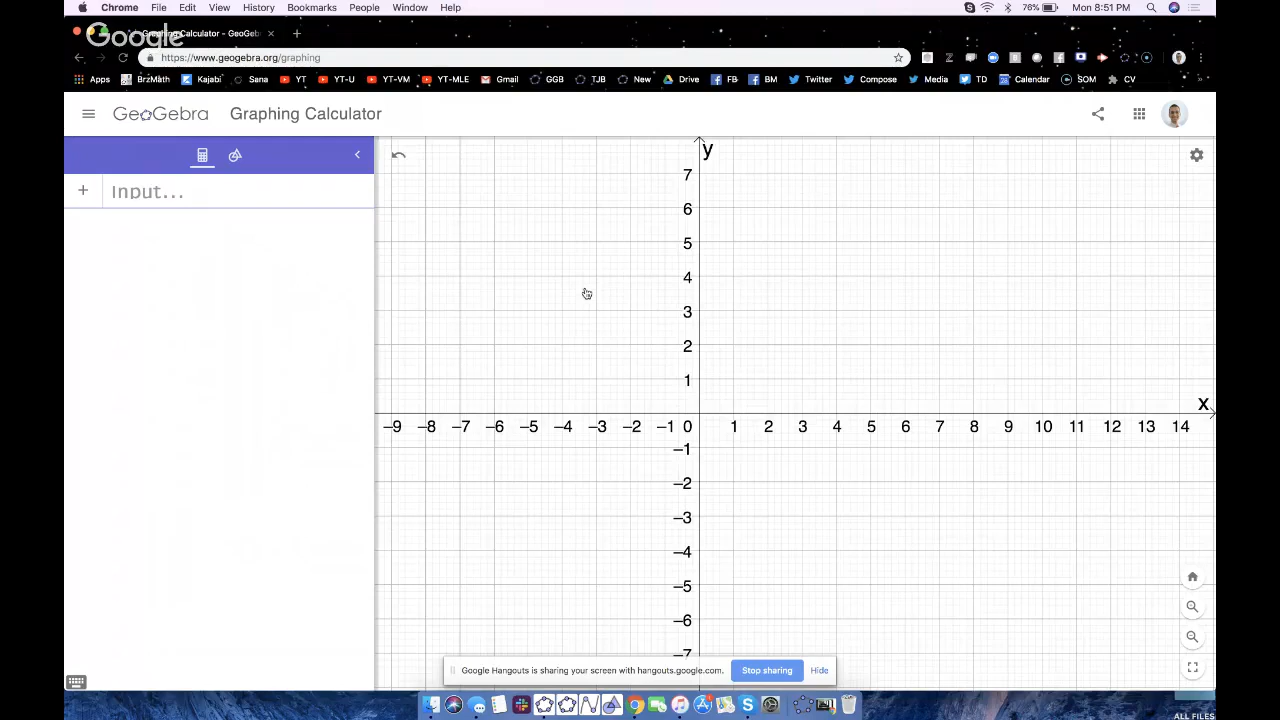 Chrome File Edit View History Bookmarks People Window Help 76% Mon 8:51 PM
Google
Graphing Calculator - GeoGeb
https://www.geogebra.org/graphing
Apps BrzMath Kajabi Sana YT YT-U YT-VM YT-MLE Gmail GGB TJB New Drive FB BM Twitter Compose Media TD Calendar SOM CV
GeoGebra Graphing Calculator
+ Input...
y
7
6
5
4
3
2
1
x
–9 –8 –7 –6 –5 –4 –3 –2 –1 0 1 2 3 4 5 6 7 8 9 10 11 12 13 14
–1
–2
–3
–4
–5
–6
–7
Google Hangouts is sharing your screen with hangouts.google.com. Stop sharing Hide
ALL FILES